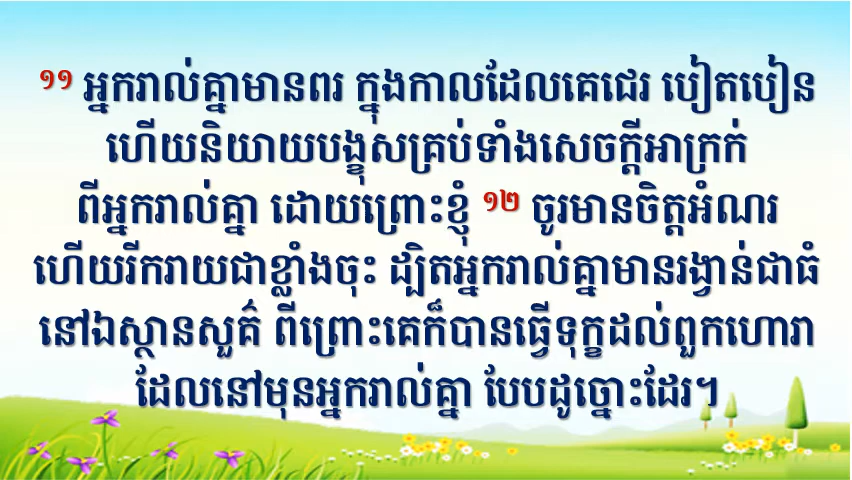 ១១ អ្នករាល់គ្នាមានពរ ក្នុងកាលដែលគេជេរ បៀតបៀន
ហើយនិយាយបង្ខុសគ្រប់ទាំងសេចក្តីអាក្រក់
ពីអ្នករាល់គ្នា ដោយព្រោះខ្ញុំ ១២ ចូរមានចិត្តអំណរ
ហើយរីករាយជាខ្លាំងចុះ ដ្បិតអ្នករាល់គ្នាមានរង្វាន់ជាធំ
នៅឯស្ថានសួគ៌ ពីព្រោះគេក៏បានធ្វើទុក្ខដល់ពួកហោរា
ដែលនៅមុនអ្នករាល់គ្នា បែបដូច្នោះដែរ។